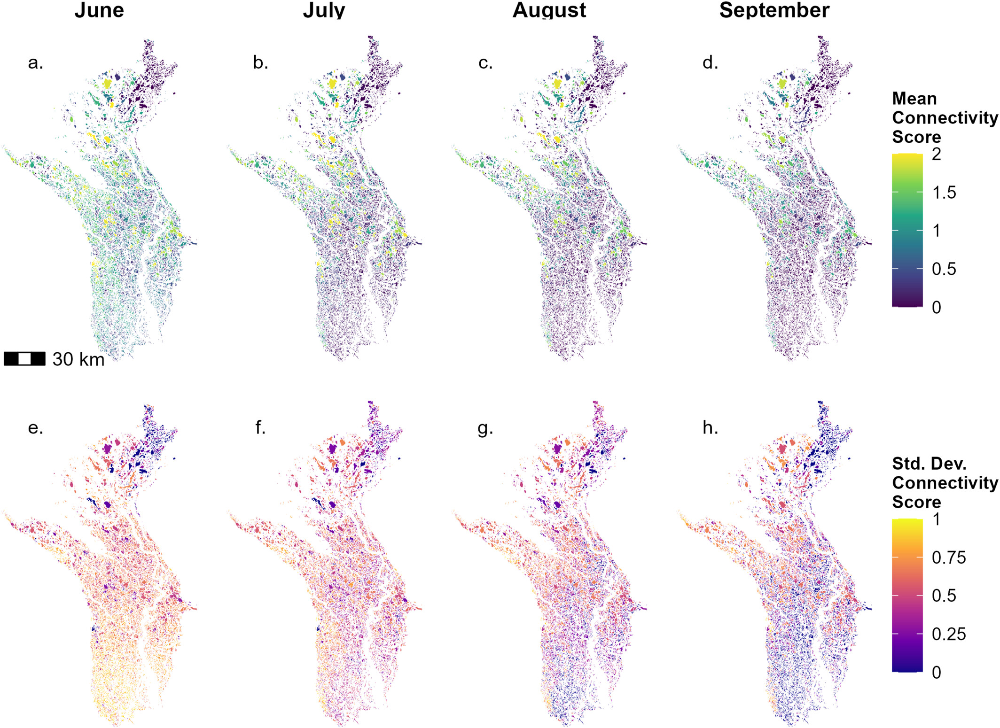 June
July
August
September
a.
b.
c.
d.
Mean
Connectivity
Score
2
1.5
1
0.5
0
30 km
e.
f.
g.
h.
Std. Dev.
Connectivity
Score
1
0.75
0.5
0.25
0